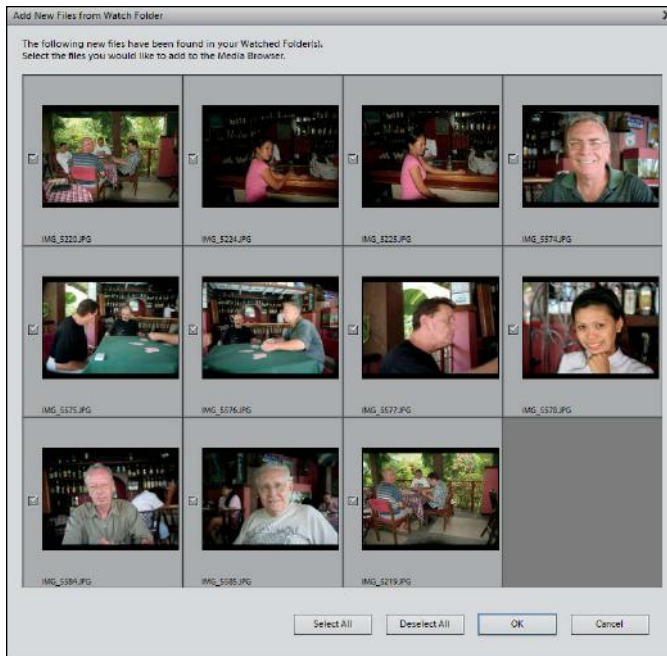 Add New Files from Watch Folder
The following new files have been found in your Watched Folder(s).
Select the files you would like to add to the Media Browser.
IMG_5220.JPG
IMG_5224.JPG
IMG_5225.JPG
IMG_5574.JPG
IMG_5575.JPG
IMG_5576.JPG
IMG_5577.JPG
IMG_5578.JPG
IMG_5584.JPG
IMG_5585.JPG
IMG_5219.JPG
Select All
Deselect All
OK
Cancel